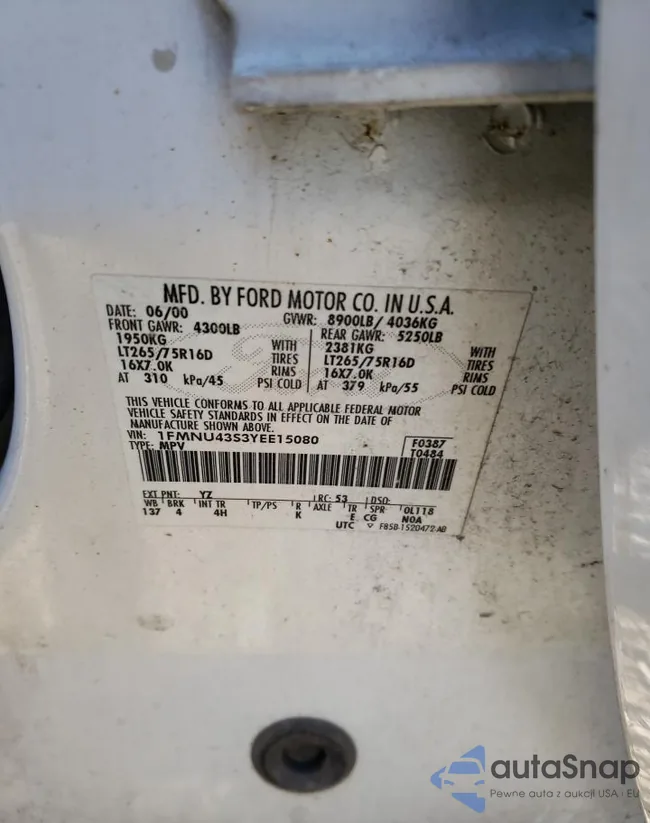 MFD. BY FORD MOTOR CO. IN U.S.A.
DATE: 06/00 GVWR: 8900LB/ 4036KG
FRONT GAWR: 4300LB REAR GAWR: 5250LB
1950KG WITH 2381KG WITH
LT265/75R16D TIRES LT265/75R16D TIRES
16X7.0K RIMS 16X7.0K RIMS
AT 310 kPa/45 PSI COLD AT 379 kPa/55 PSI COLD
THIS VEHICLE CONFORMS TO ALL APPLICABLE FEDERAL MOTOR
VEHICLE SAFETY STANDARDS IN EFFECT ON THE DATE OF
MANUFACTURE SHOWN ABOVE.
VIN: 1FMNU43S3YEE15080 F0387
TYPE: MPV T0484
EXT PNT: YZ RC: 53 DSO:
WB BRK INT TR TP/PS R AXLE TR SPR 0L118
137 4 4H K E CG N0A
UTC F85B-1520472-AB
autaSnap
Pewne auta z aukcji USA i EU